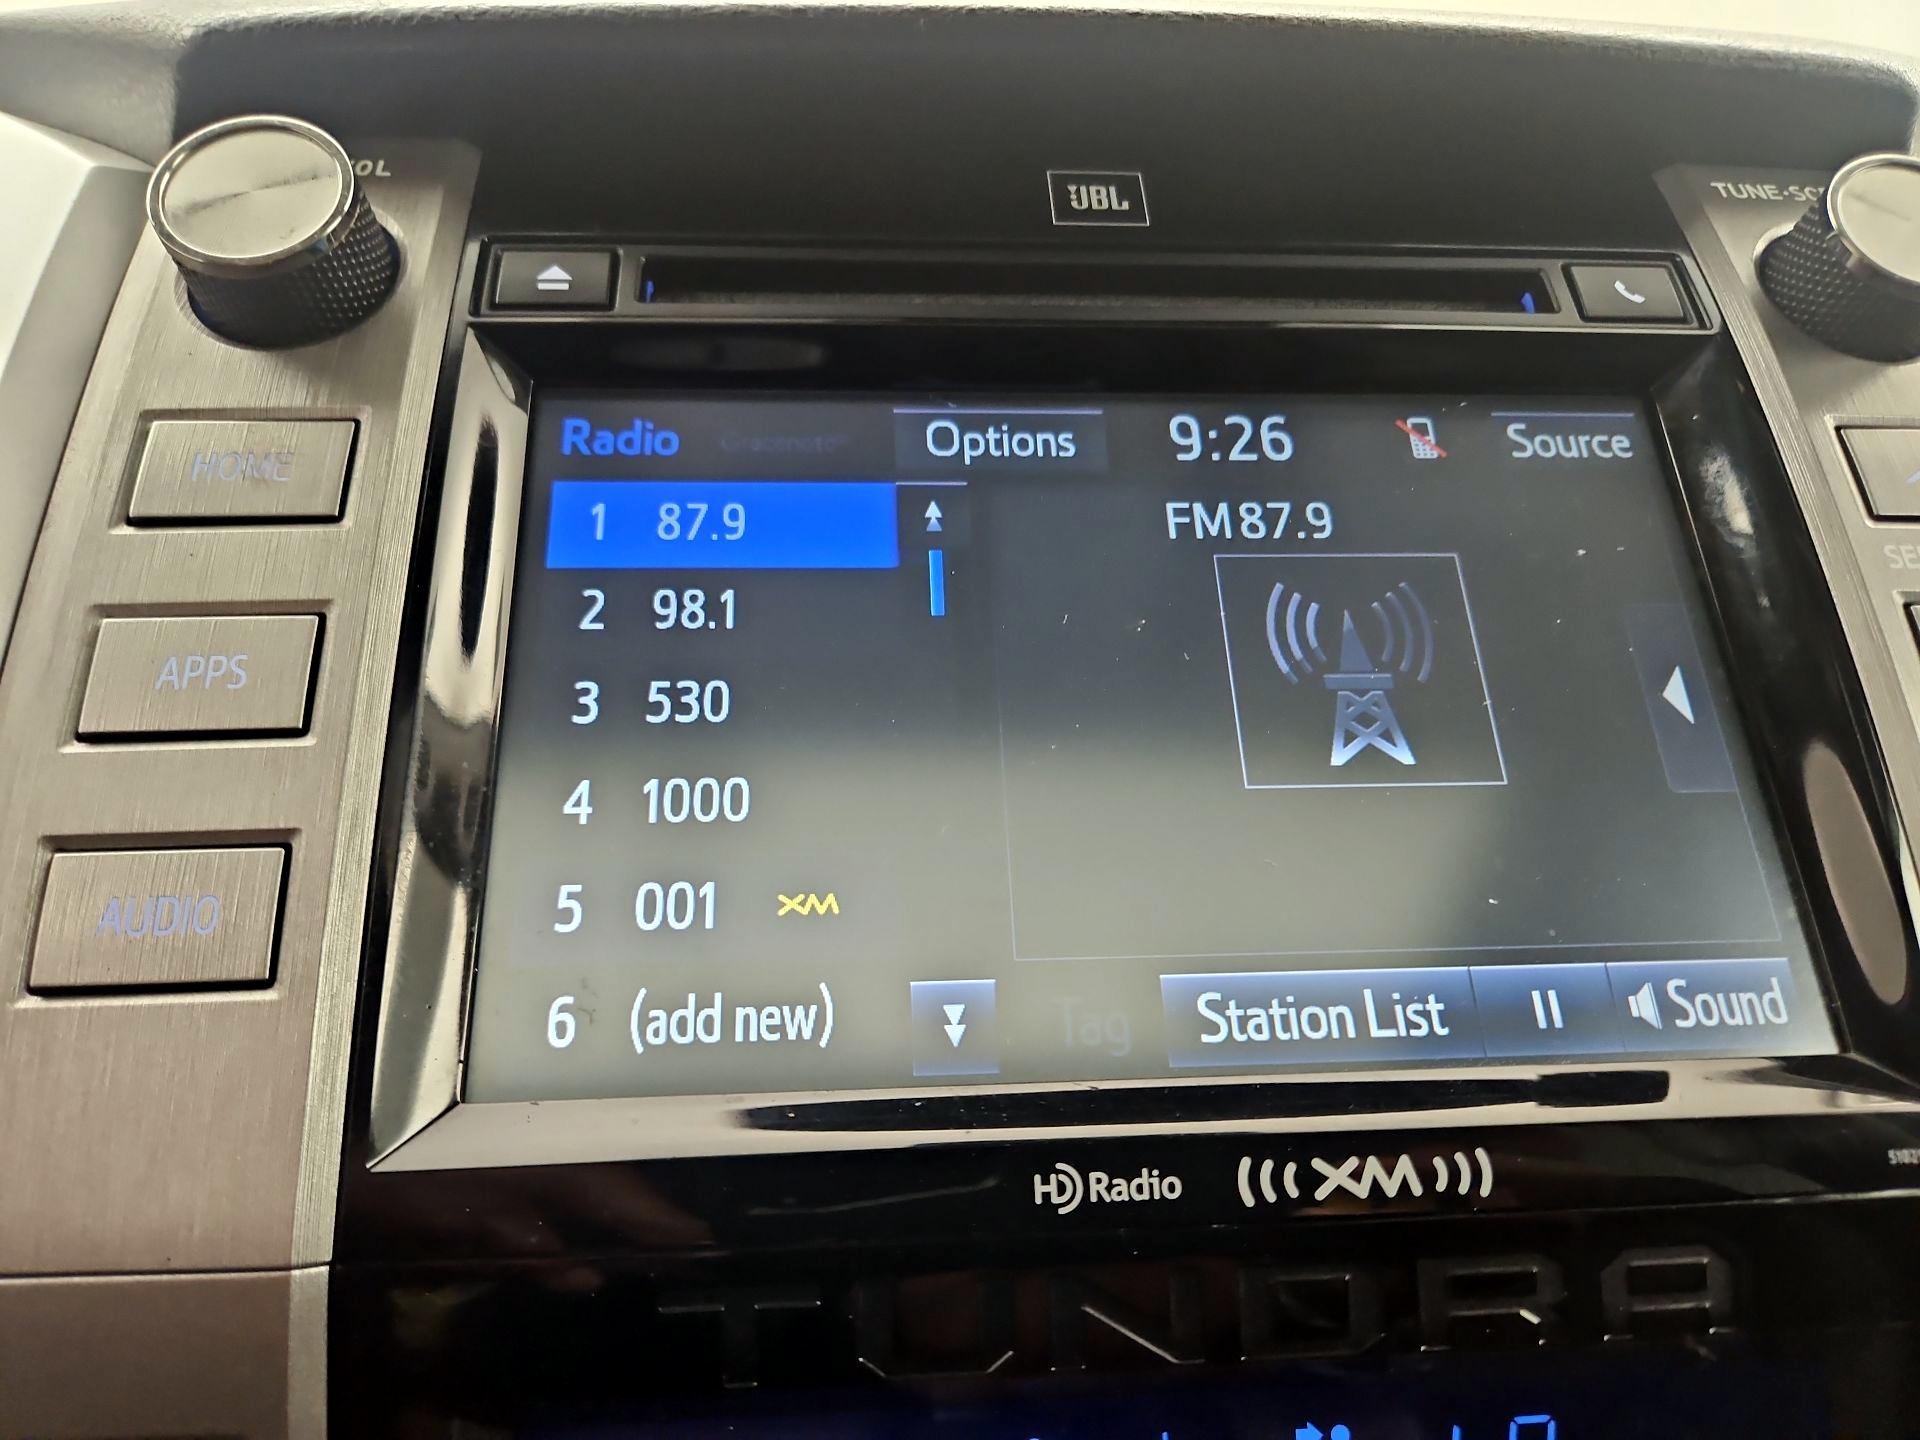 VOL
JBL
TUNE·SC
HOME
APPS
AUDIO
Radio
Gracenote®
Options
9:26
Source
1 87.9
2 98.1
3 530
4 1000
5 001 XM
6 (add new)
FM 87.9
Tag
Station List
Sound
SE
HD Radio
((( XM )))
TUNDRA